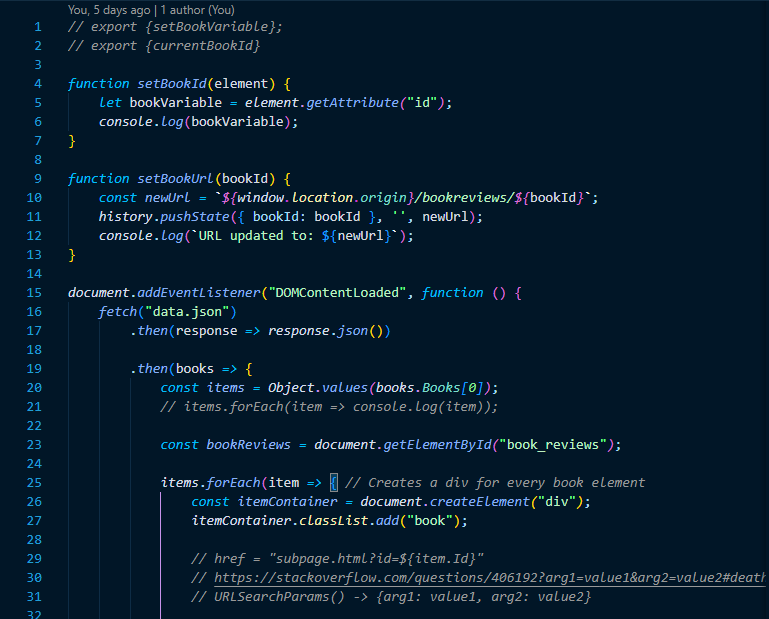 You, 5 days ago | 1 author (You)
1 // export {setBookVariable};
2 // export {currentBookId}
3
4 function setBookId(element) {
5 let bookVariable = element.getAttribute("id");
6 console.log(bookVariable);
7 }
8
9 function setBookUrl(bookId) {
10 const newUrl = `${window.location.origin}/bookreviews/${bookId}`;
11 history.pushState({ bookId: bookId }, '', newUrl);
12 console.log(`URL updated to: ${newUrl}`);
13 }
14
15 document.addEventListener("DOMContentLoaded", function () {
16 fetch("data.json")
17 .then(response => response.json())
18
19 .then(books => {
20 const items = Object.values(books.Books[0]);
21 // items.forEach(item => console.log(item));
22
23 const bookReviews = document.getElementById("book_reviews");
24
25 items.forEach(item => { // Creates a div for every book element
26 const itemContainer = document.createElement("div");
27 itemContainer.classList.add("book");
28
29 // href = "subpage.html?id=${item.Id}"
30 // https://stackoverflow.com/questions/406192?arg1=value1&arg2=value2#death
31 // URLSearchParams() -> {arg1: value1, arg2: value2}
32